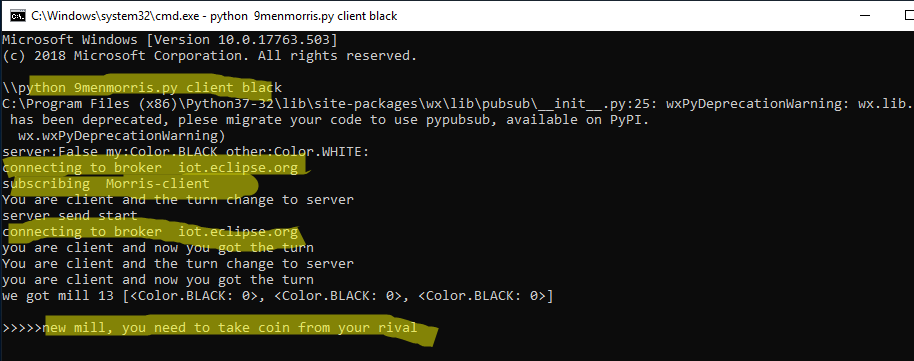 C:\Windows\system32\cmd.exe - python  9menmorris.py client black
Microsoft Windows [Version 10.0.17763.503]
(c) 2018 Microsoft Corporation. All rights reserved.
\\python 9menmorris.py client black
C:\Program Files (x86)\Python37-32\lib\site-packages\wx\lib\pubsub\__init__.py:25: wxPyDeprecationWarning: wx.lib.
has been deprecated, plese migrate your code to use pypubsub, available on PyPI.
wx.wxPyDeprecationWarning)
server:False my:Color.BLACK other:Color.WHITE:
connecting to broker  iot.eclipse.org
subscribing  Morris-client
You are client and the turn change to server
server send start
connecting to broker  iot.eclipse.org
you are client and now you got the turn
You are client and the turn change to server
you are client and now you got the turn
we got mill 13 [<Color.BLACK: 0>, <Color.BLACK: 0>, <Color.BLACK: 0>]
>>>>>new mill, you need to take coin from your rival